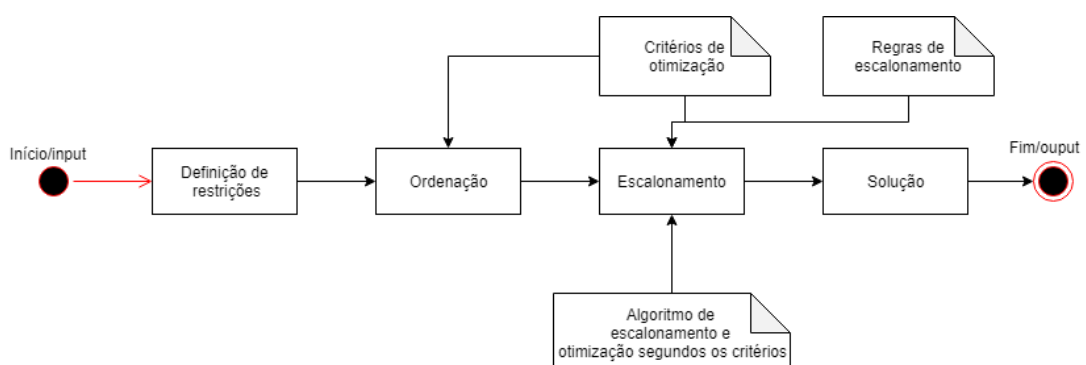 Critérios de
otimização
Regras de
escalonamento
Início/input
Definição de
restrições
Ordenação
Escalonamento
Solução
Fim/ouput
Algoritmo de
escalonamento e
otimização segundos os critérios